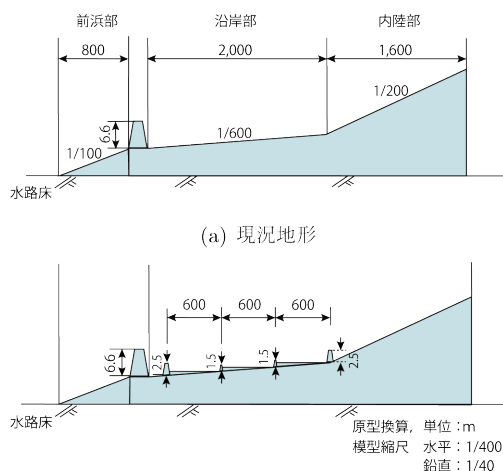 前浜部 沿岸部 内陸部
800 2,000 1,600
6.6
1/100
1/600
1/200
水路床
(a) 現況地形
600 600 600
6.6
2.5
1.5
1.5
2.5
水路床
原型換算，単位：m
模型縮尺 水平：1/400
鉛直：1/40